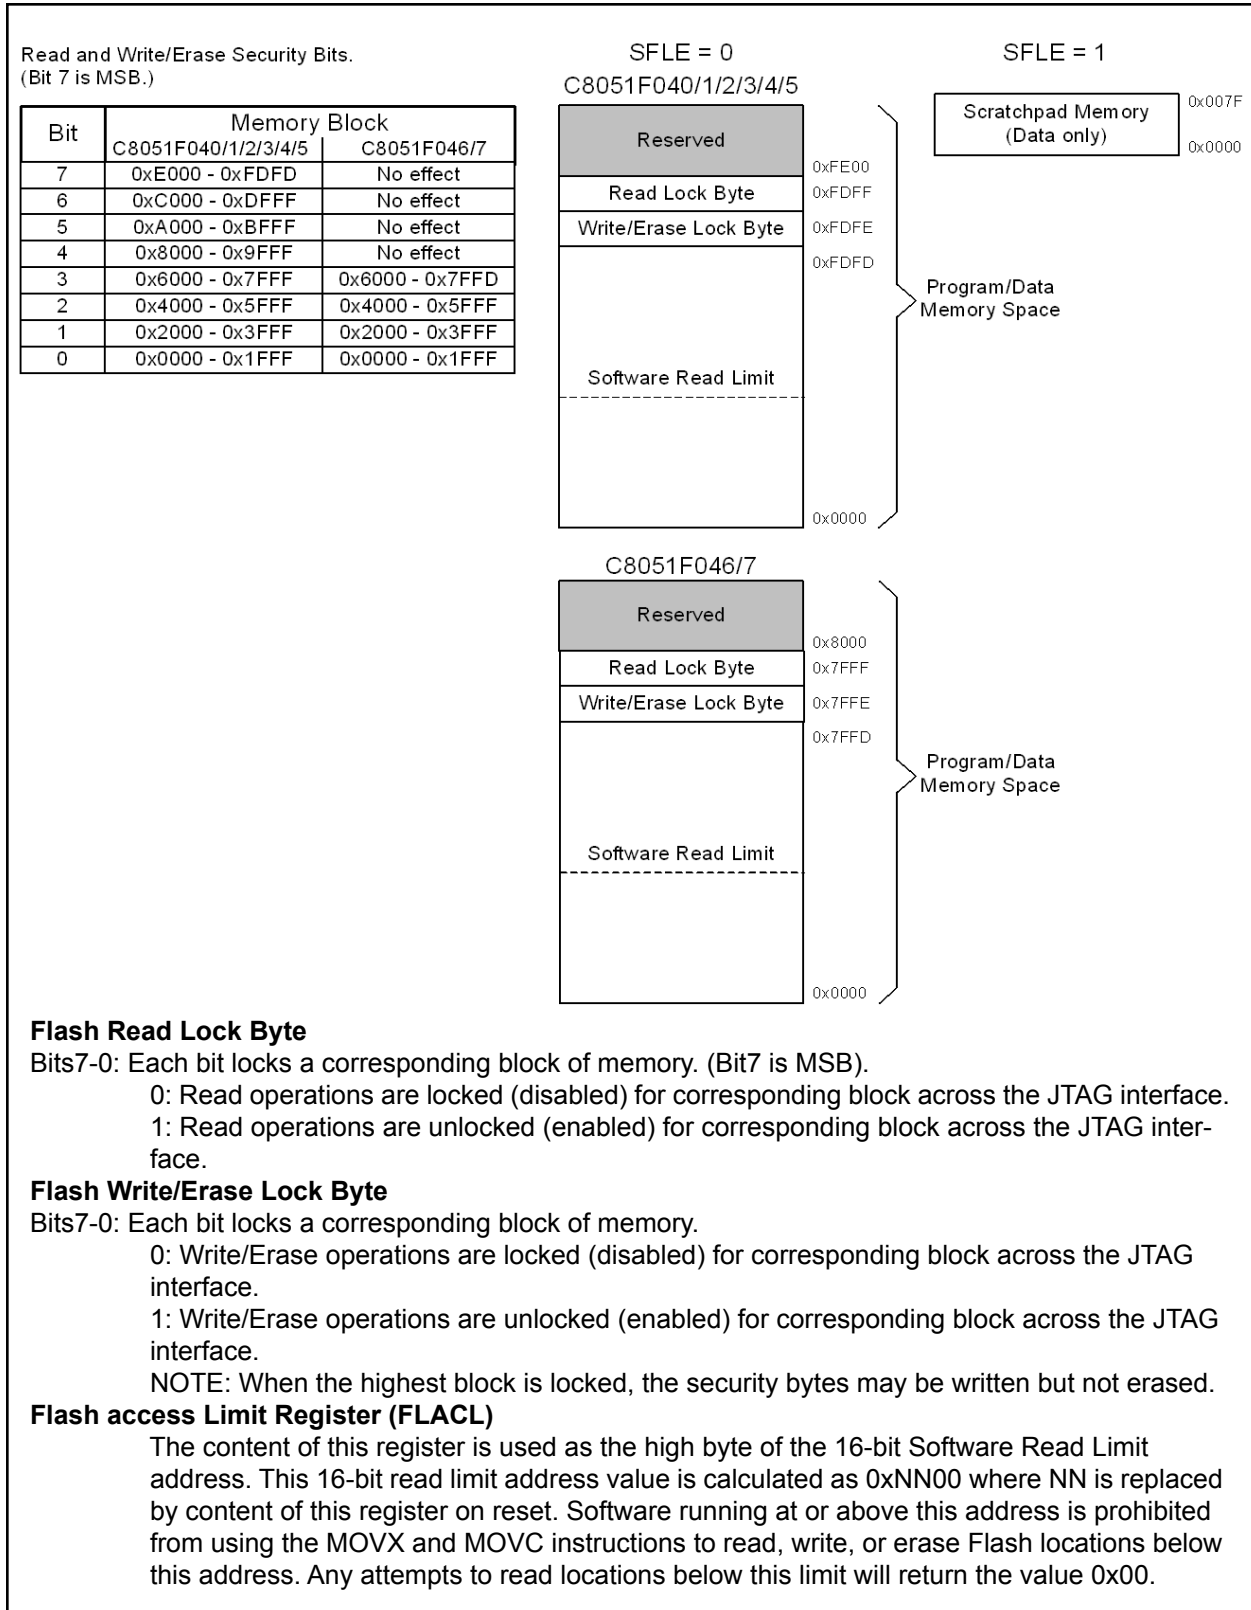 Read and Write/Erase Security Bits.
(Bit 7 is MSB.)
Bit Memory Block
C8051F040/1/2/3/4/5 C8051F046/7
7 0xE000 - 0xFDFD No effect
6 0xC000 - 0xDFFF No effect
5 0xA000 - 0xBFFF No effect
4 0x8000 - 0x9FFF No effect
3 0x6000 - 0x7FFF 0x6000 - 0x7FFD
2 0x4000 - 0x5FFF 0x4000 - 0x5FFF
1 0x2000 - 0x3FFF 0x2000 - 0x3FFF
0 0x0000 - 0x1FFF 0x0000 - 0x1FFF
SFLE = 0
C8051F040/1/2/3/4/5
Reserved
0xFE00
Read Lock Byte 0xFDFF
Write/Erase Lock Byte 0xFDFE
0xFDFD
Program/Data
Memory Space
Software Read Limit
0x0000
SFLE = 1
Scratchpad Memory
(Data only)
0x007F
0x0000
C8051F046/7
Reserved
0x8000
Read Lock Byte 0x7FFF
Write/Erase Lock Byte 0x7FFE
0x7FFD
Program/Data
Memory Space
Software Read Limit
0x0000
Flash Read Lock Byte
Bits7-0: Each bit locks a corresponding block of memory. (Bit7 is MSB).
0: Read operations are locked (disabled) for corresponding block across the JTAG interface.
1: Read operations are unlocked (enabled) for corresponding block across the JTAG inter-
face.
Flash Write/Erase Lock Byte
Bits7-0: Each bit locks a corresponding block of memory.
0: Write/Erase operations are locked (disabled) for corresponding block across the JTAG
interface.
1: Write/Erase operations are unlocked (enabled) for corresponding block across the JTAG
interface.
NOTE: When the highest block is locked, the security bytes may be written but not erased.
Flash access Limit Register (FLACL)
The content of this register is used as the high byte of the 16-bit Software Read Limit
address. This 16-bit read limit address value is calculated as 0xNN00 where NN is replaced
by content of this register on reset. Software running at or above this address is prohibited
from using the MOVX and MOVC instructions to read, write, or erase Flash locations below
this address. Any attempts to read locations below this limit will return the value 0x00.